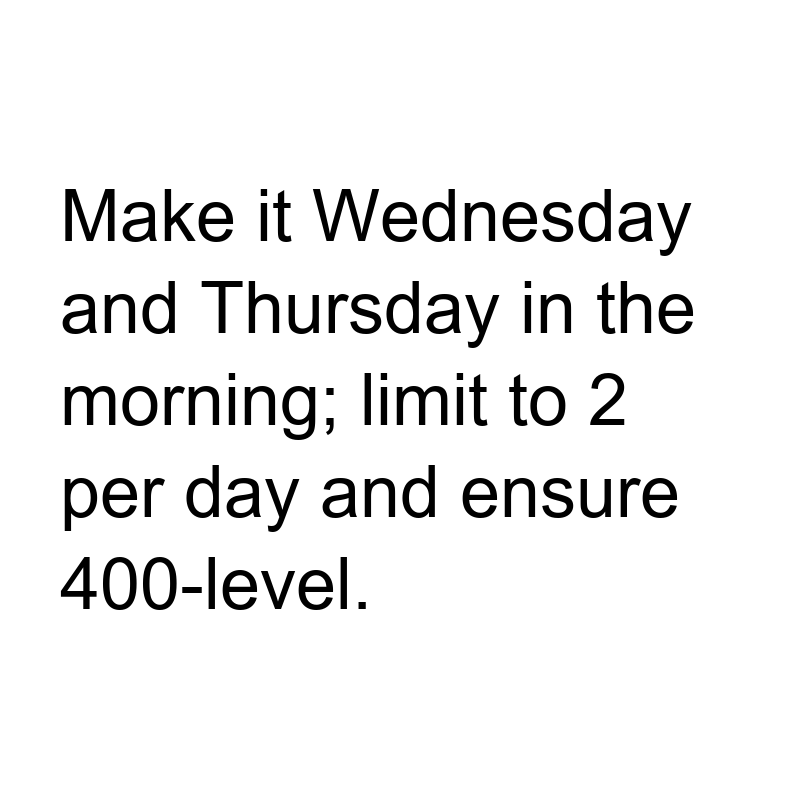 Make it Wednesday
and Thursday in the
morning; limit to 2
per day and ensure
400-level.